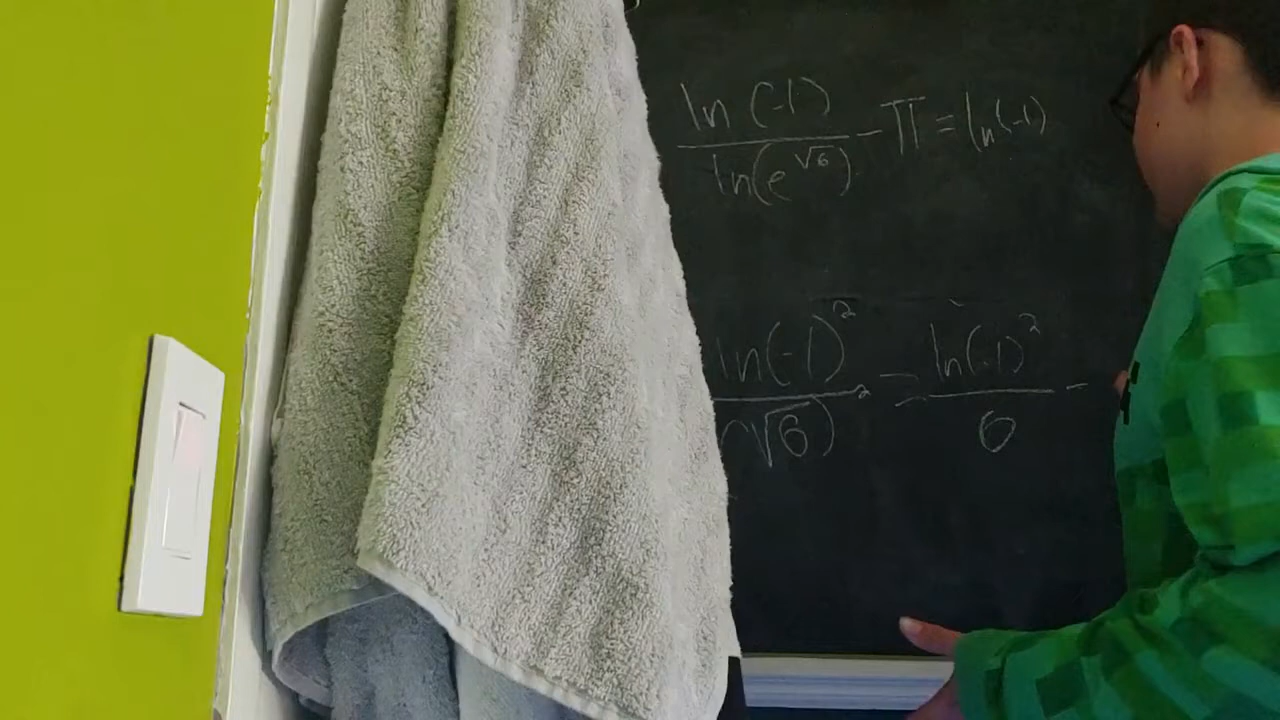 ln(-1) / ln(e^√6) - π = ln(-1)
ln(-1)² / (√6)² = ln(-1)² / 6 -